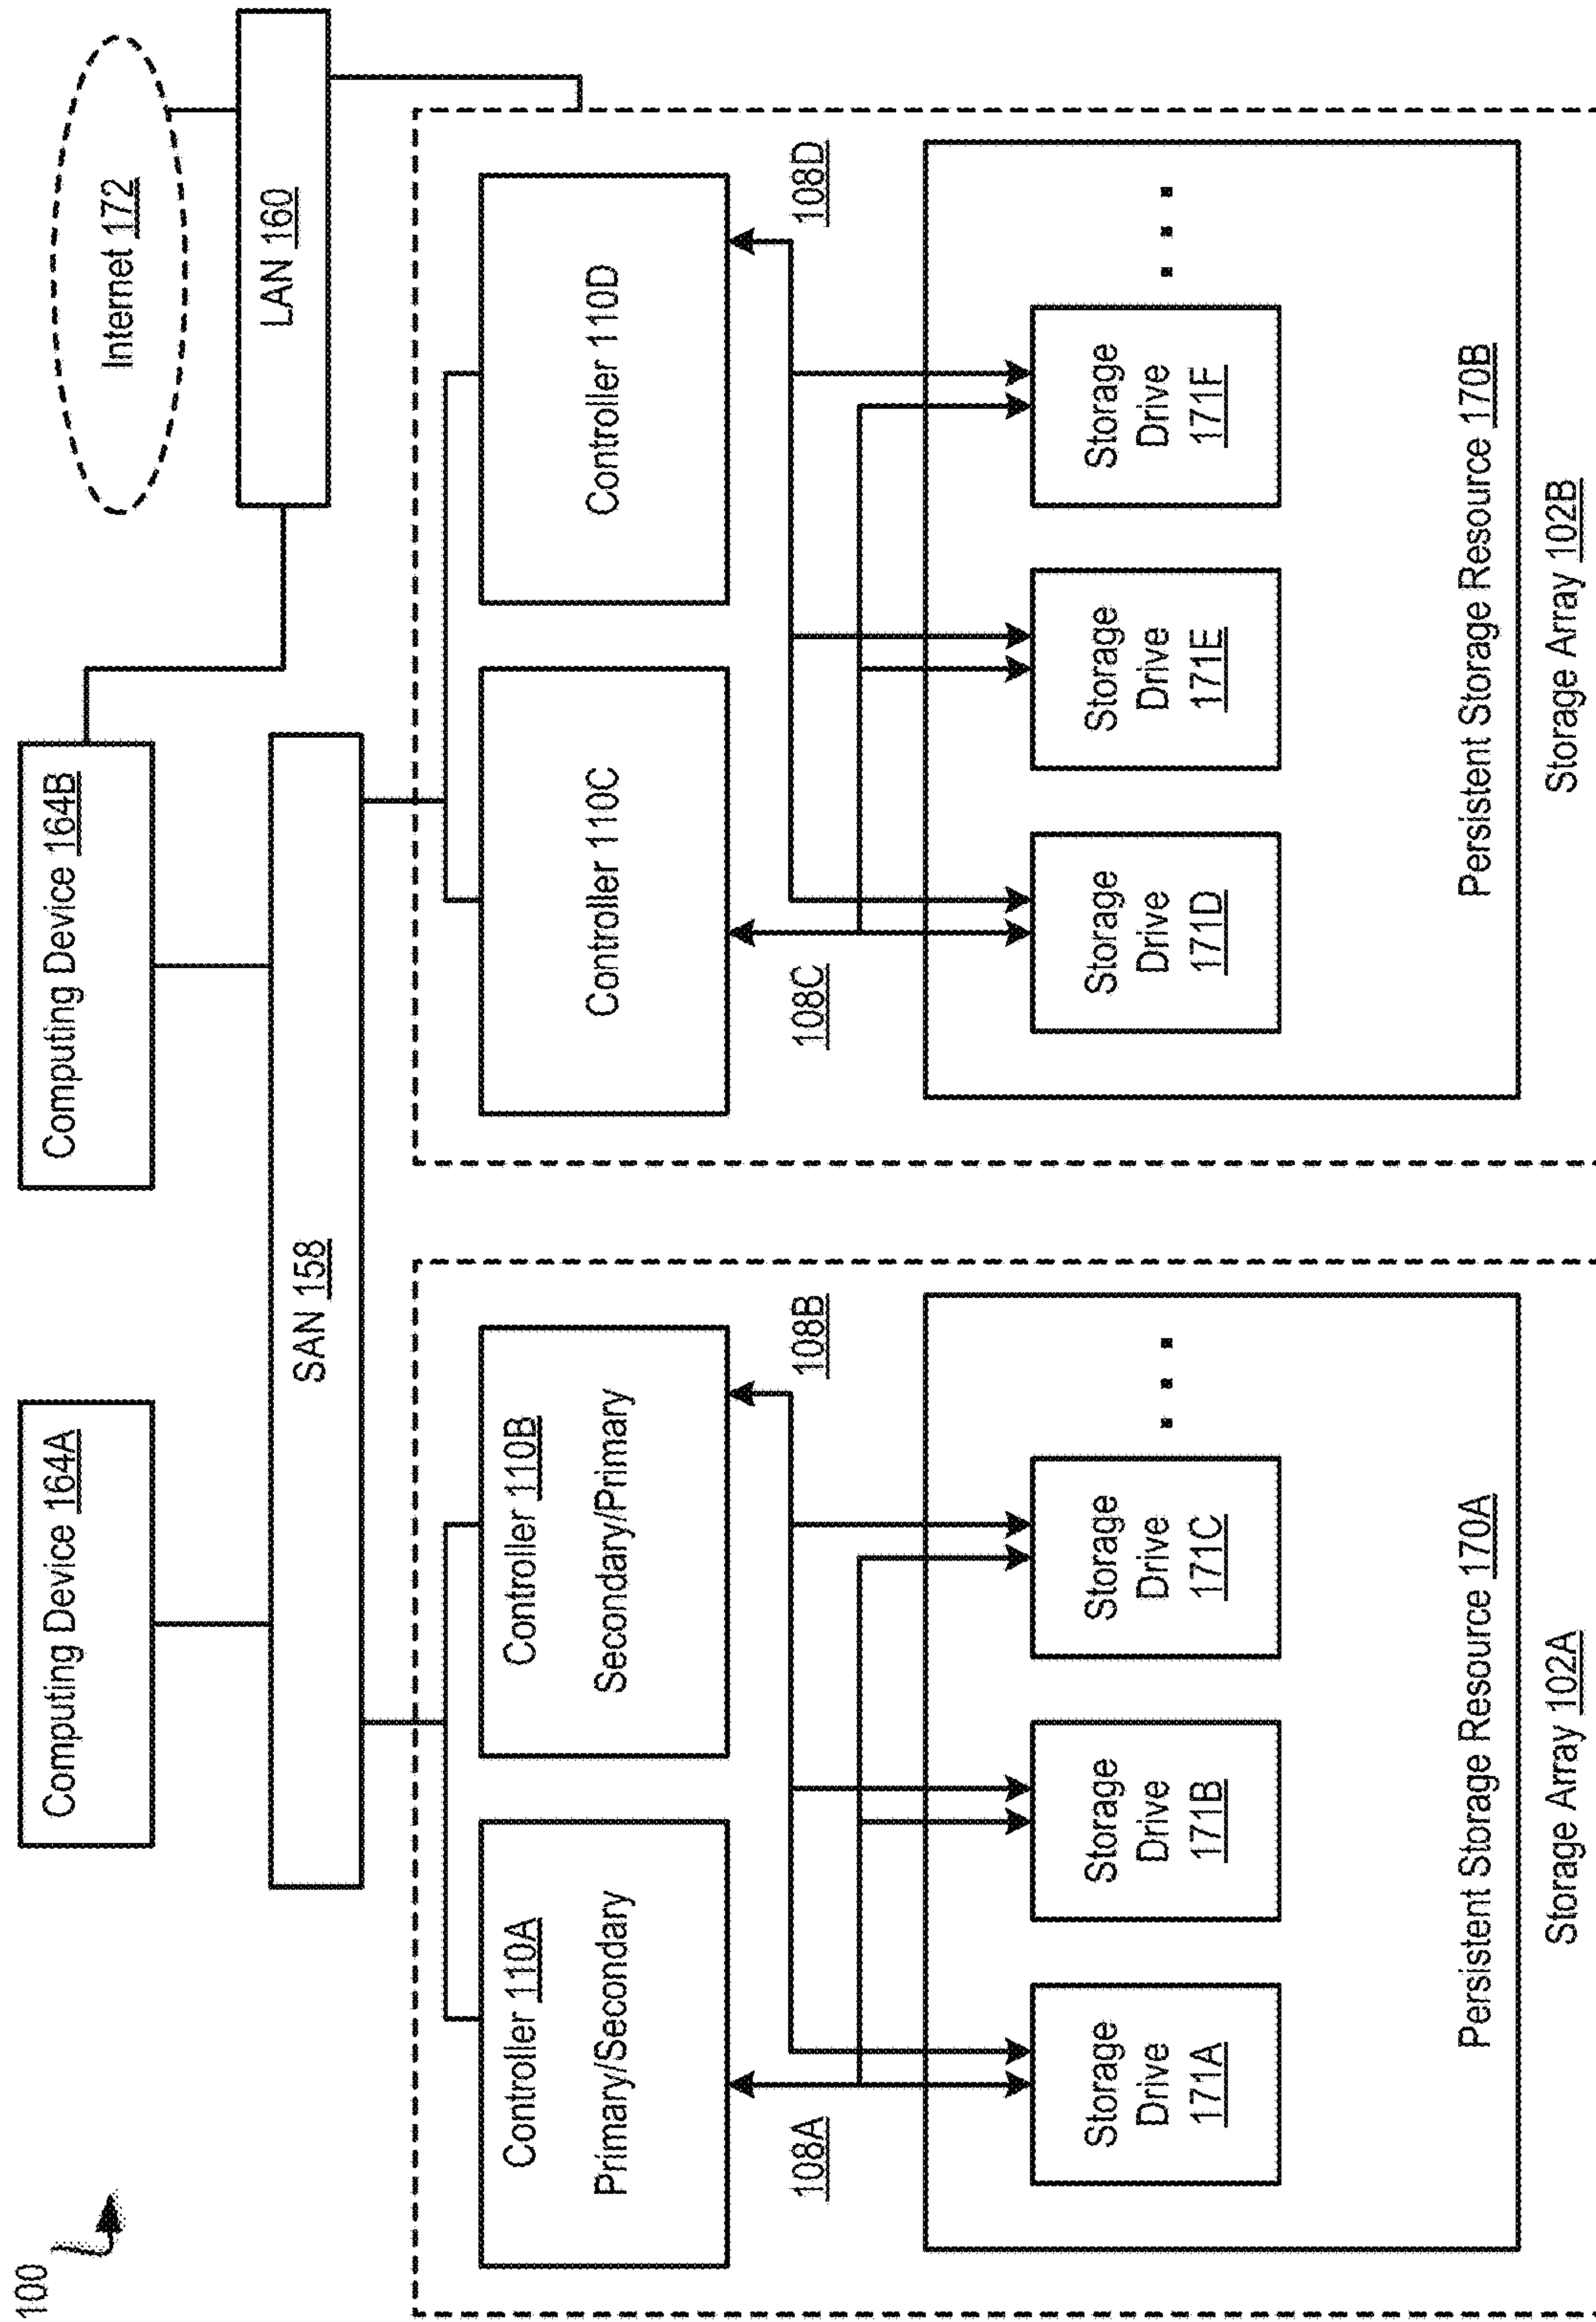 100
Computing Device 164A
Computing Device 164B
Internet 172
SAN 158
LAN 160
Controller 110A
Primary/Secondary
Controller 110B
Secondary/Primary
Controller 110C
Controller 110D
108A
108B
108C
108D
Storage
Drive
171A
Storage
Drive
171B
Storage
Drive
171C
Storage
Drive
171D
Storage
Drive
171E
Storage
Drive
171F
Persistent Storage Resource 170A
Persistent Storage Resource 170B
Storage Array 102A
Storage Array 102B